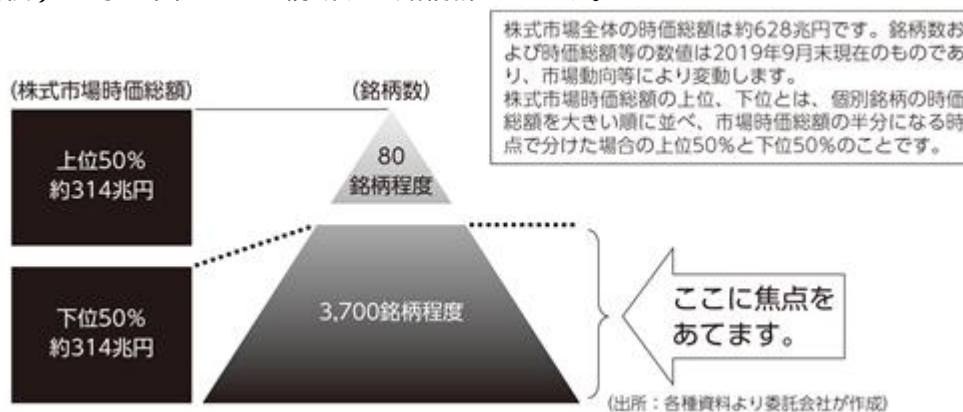 株式市場全体の時価総額は約628兆円です。銘柄数お
よび時価総額等の数値は2019年9月末現在のものであ
り、市場動向等により変動します。
株式市場時価総額の上位、下位とは、個別銘柄の時価
総額を大きい順に並べ、市場時価総額の半分になる時
点で分けた場合の上位50%と下位50%のことです。
(株式市場時価総額)
(銘柄数)
上位50%
約314兆円
80
銘柄程度
下位50%
約314兆円
3,700銘柄程度
ここに焦点を
あてます。
(出所：各種資料より委託会社が作成)